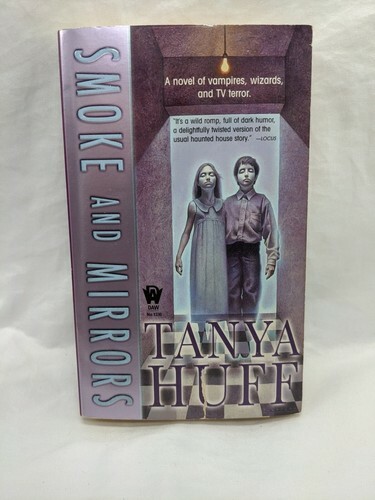 SMOKE AND MIRRORS
A novel of vampires, wizards,
and TV terror.
"It's a wild romp, full of dark humor,
a delightfully twisted version of the
usual haunted house story." —LOCUS
DAW
TANYA
HUFF